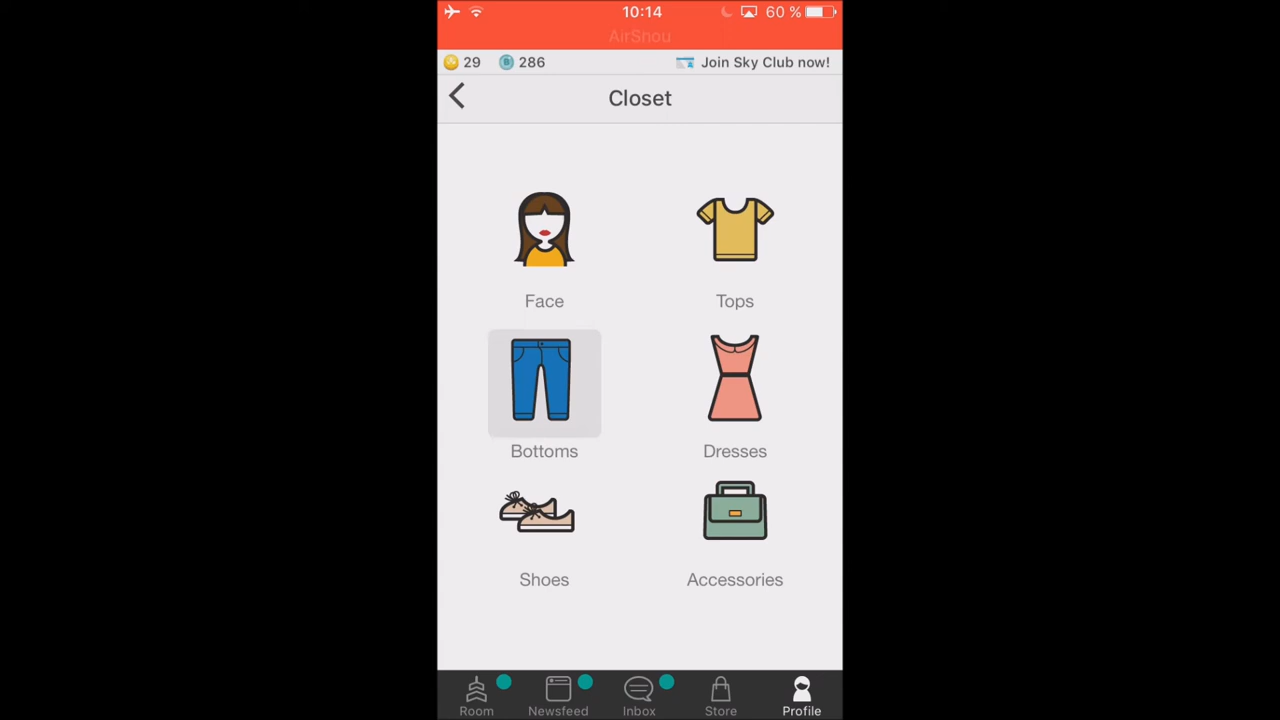 10:14
60 %
AirShou
29
B 286
Join Sky Club now!
Closet
Face
Tops
Bottoms
Dresses
Shoes
Accessories
Room
Newsfeed
Inbox
Store
Profile